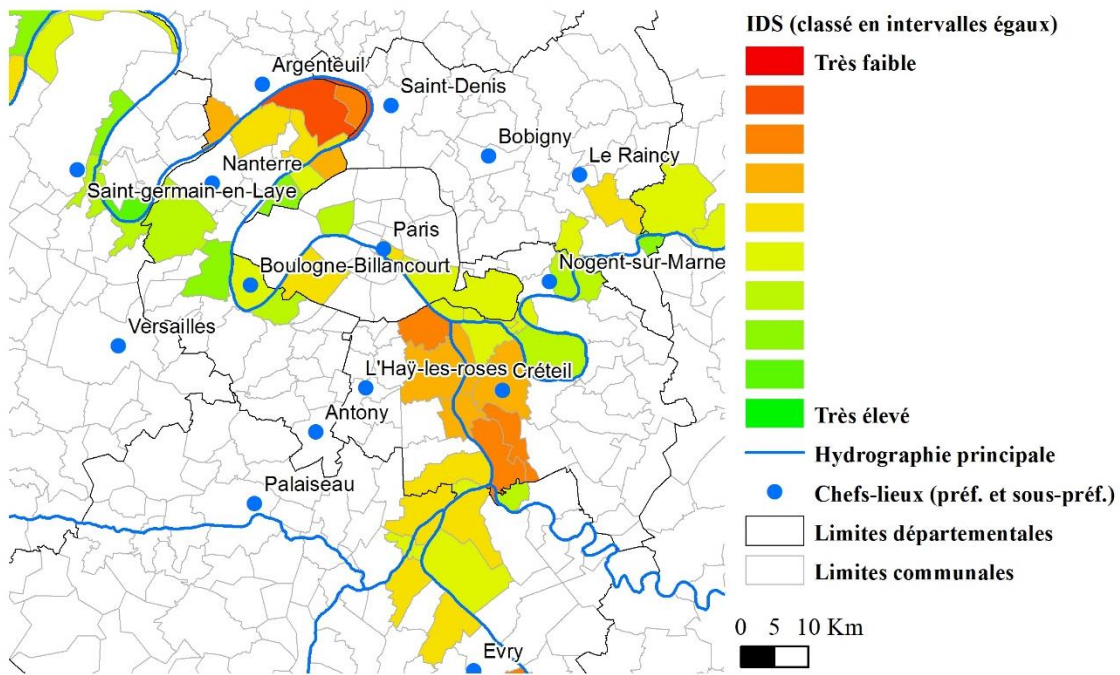 Argenteuil
Saint-Denis
Bobigny
Le Raincy
Nanterre
Saint-germain-en-Laye
Paris
Boulogne-Billancourt
Nogent-sur-Marne
Versailles
L'Haÿ-les-roses
Créteil
Antony
Palaiseau
Evry
IDS (classé en intervalles égaux)
Très faible
Très élevé
Hydrographie principale
Chefs-lieux (préf. et sous-préf.)
Limites départementales
Limites communales
0 5 10 Km